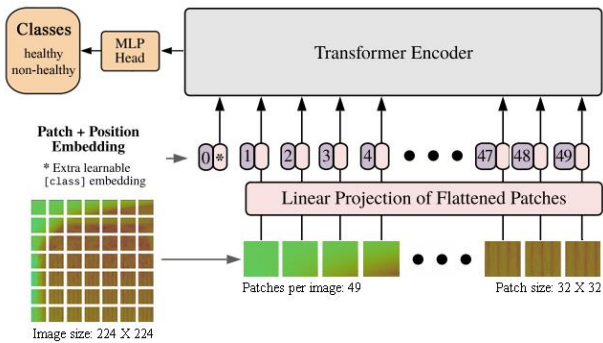 Classes
healthy
non-healthy
MLP
Head
Transformer Encoder
Patch + Position
Embedding
* Extra learnable
[class] embedding
0 * 1 2 3 4 47 48 49
Linear Projection of Flattened Patches
Patches per image: 49
Patch size: 32 X 32
Image size: 224 X 224